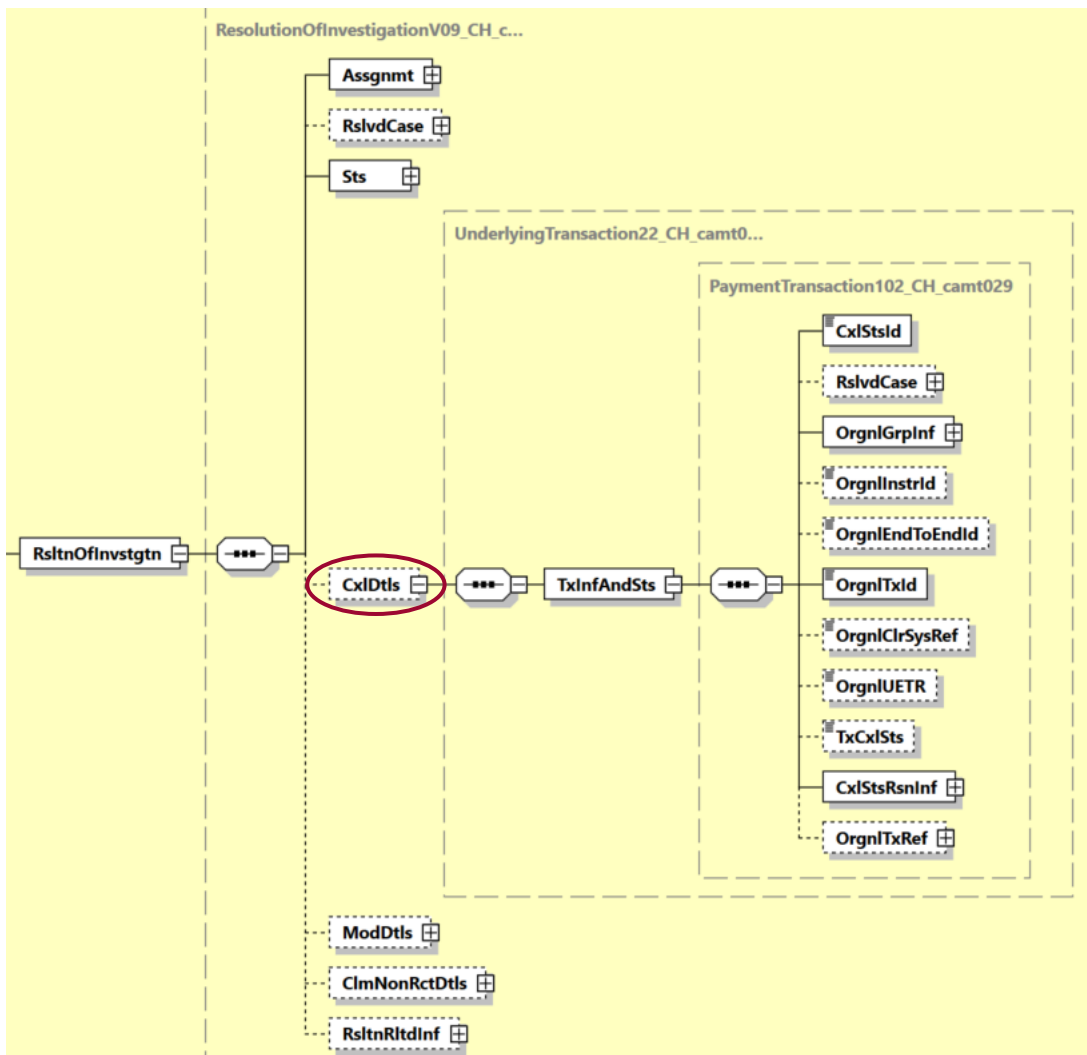 ResolutionOfInvestigationV09_CH_c...
Assgnmt
RslvdCase
Sts
UnderlyingTransaction22_CH_camt0...
PaymentTransaction102_CH_camt029
CxlStsId
RslvdCase
OrgnlGrpInf
OrgnlInstrId
OrgnlEndToEndId
RsltnOfInvstgtn
CxlDtls
TxInfAndSts
OrgnlTxId
OrgnlClrSysRef
OrgnlUETR
TxCxlSts
CxlStsRsnInf
OrgnlTxRef
ModDtls
ClmNonRctDtls
RsltnRltdInf